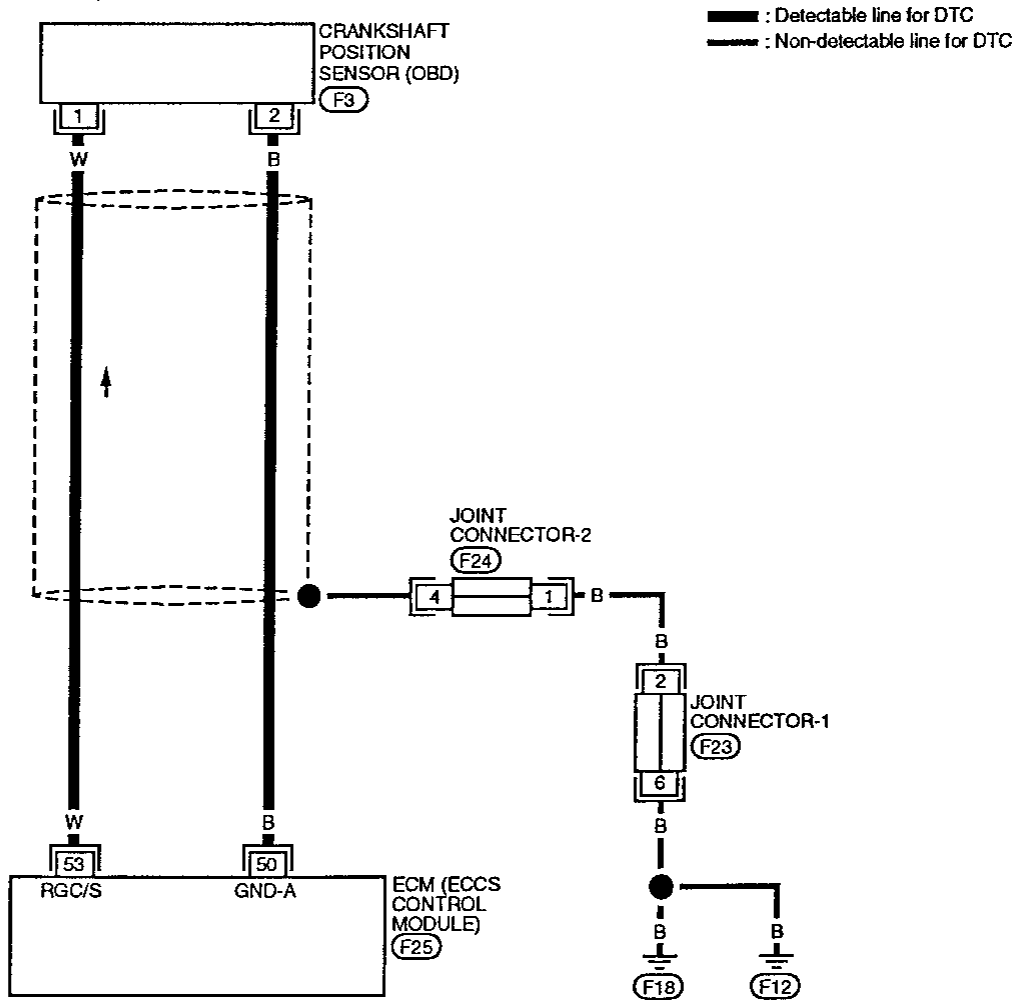 : Detectable line for DTC
: Non-detectable line for DTC
CRANKSHAFT
POSITION
SENSOR (OBD)
F3
1
2
W
B
JOINT
CONNECTOR-2
F24
4
1
B
B
2
JOINT
CONNECTOR-1
F23
6
B
W
B
53
50
RGC/S
GND-A
ECM (ECCS
CONTROL
MODULE)
F25
B
B
F18
F12